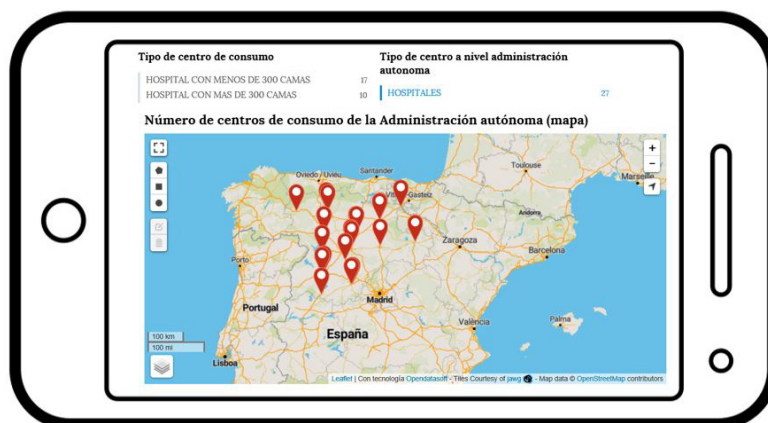 Tipo de centro de consumo
HOSPITAL CON MENOS DE 300 CAMAS 17
HOSPITAL CON MAS DE 300 CAMAS 10
Tipo de centro a nivel administración
autonoma
HOSPITALES 27
Número de centros de consumo de la Administración autónoma (mapa)
+
−
Oviedo / Uviéu
Santander
Gasteiz
Toulouse
Marseille
Andorra
Zaragoza
Barcelona
Porto
Portugal
Madrid
España
València
Palma
Lisboa
100 km
100 mi
Leaflet | Con tecnología Opendatasoft - Tiles Courtesy of jawg - Map data © OpenStreetMap contributors